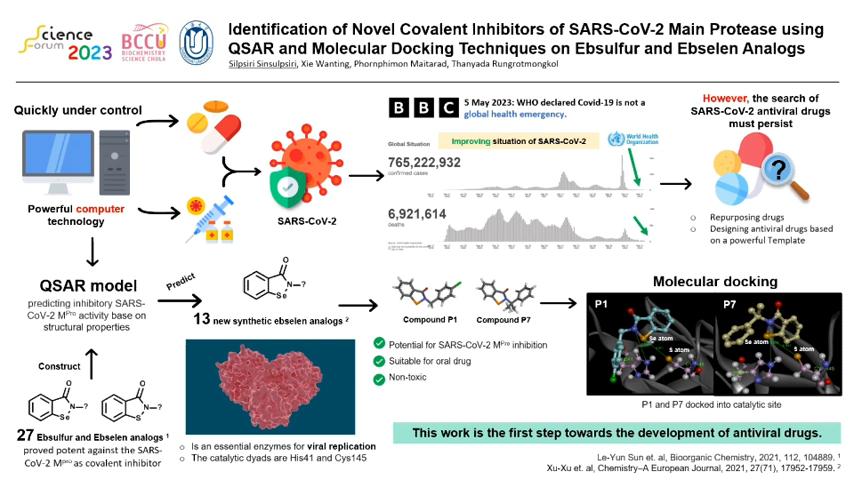 Science
Forum 2023
BCCU
BIOCHEMISTRY
SCIENCE CHULA
Identification of Novel Covalent Inhibitors of SARS-CoV-2 Main Protease using
QSAR and Molecular Docking Techniques on Ebsulfur and Ebselen Analogs
Silpsiri Sinsulpsiri, Xie Wanting, Phornphimon Maitarad, Thanyada Rungrotmongkol
Quickly under control
Powerful computer
technology
SARS-CoV-2
BBC
5 May 2023: WHO declared Covid-19 is not a
global health emergency.
Global Situation
Improving situation of SARS-CoV-2
World Health
Organization
765,222,932
confirmed cases
6,921,614
deaths
However, the search of
SARS-CoV-2 antiviral drugs
must persist
?
o Repurposing drugs
o Designing antiviral drugs based
on a powerful Template
QSAR model
predicting inhibitory SARS-
CoV-2 MPro activity based on
structural properties
Predict
O
N–?
Se
13 new synthetic ebselen analogs 2
Compound P1
Compound P7
Potential for SARS-CoV-2 MPro inhibition
Suitable for oral drug
Non-toxic
Molecular docking
P1
Se atom
S atom
P7
Se atom
S atom
P1 and P7 docked into catalytic site
Construct
O
N–?
Se
O
N–?
S
27 Ebsulfur and Ebselen analogs 1
proved potent against the SARS-
CoV-2 Mpro as covalent inhibitor
o Is an essential enzymes for viral replication
o The catalytic dyads are His41 and Cys145
This work is the first step towards the development of antiviral drugs.
Le-Yun Sun et. al, Bioorganic Chemistry, 2021, 112, 104889. 1
Xu-Xu et. al, Chemistry–A European Journal, 2021, 27(71), 17952-17959. 2